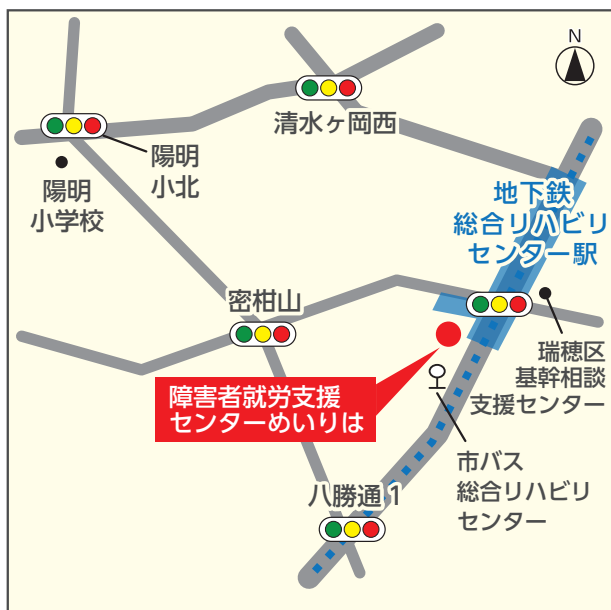 N
清水ヶ岡西
陽明
小北
陽明
小学校
地下鉄
総合リハビリ
センター駅
密柑山
瑞穂区
基幹相談
支援センター
障害者就労支援
センターめいりは
市バス
総合リハビリ
センター
八勝通1